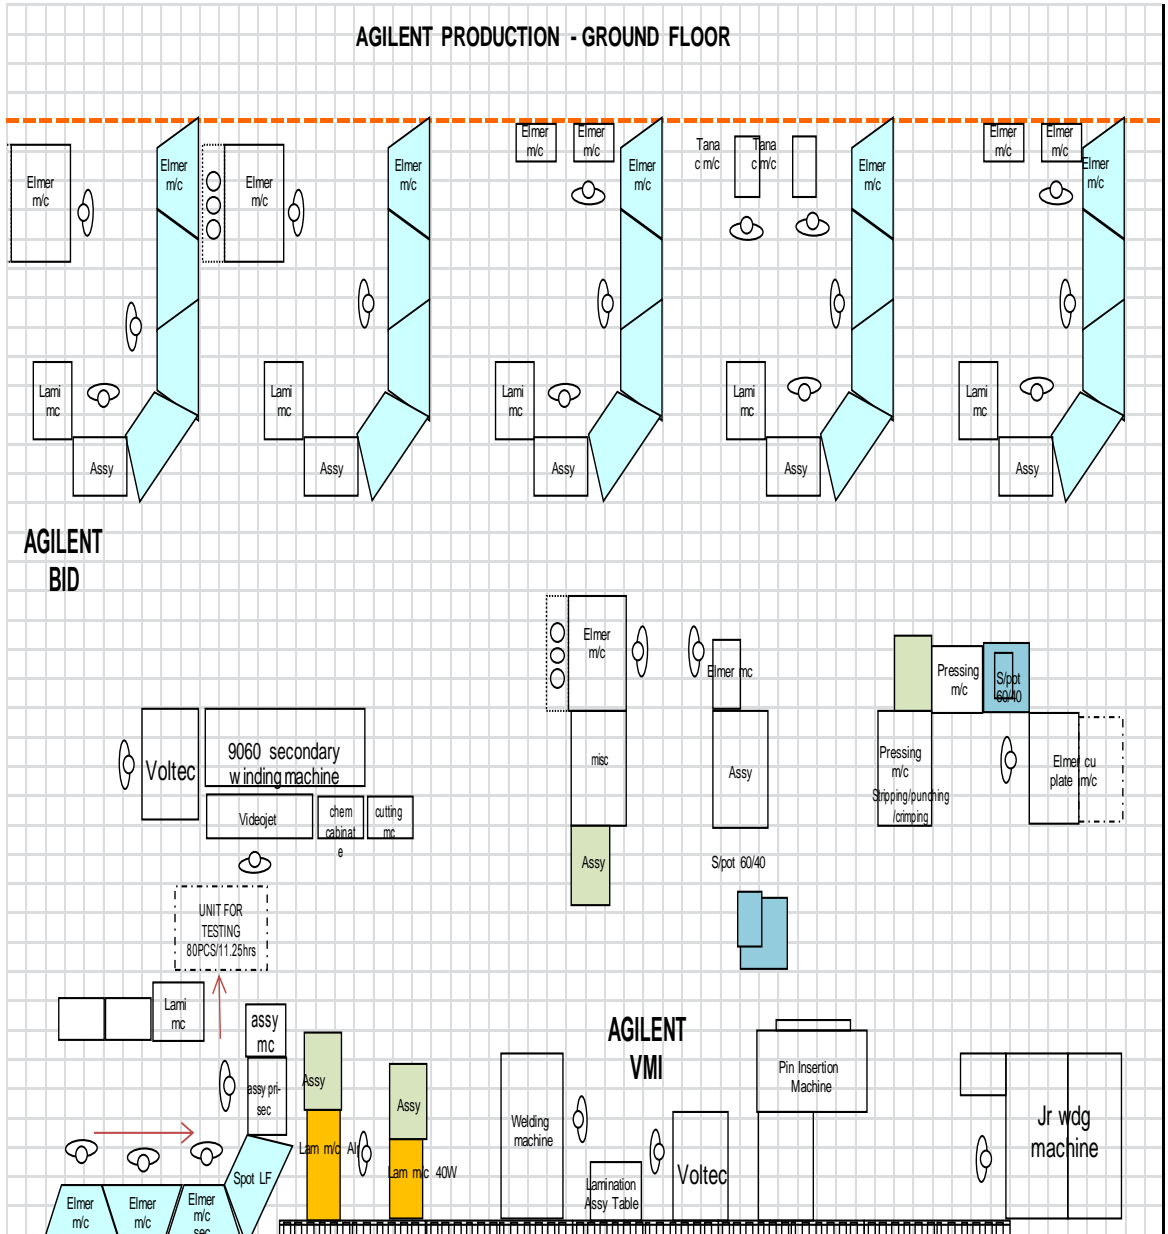 AGILENT PRODUCTION - GROUND FLOOR
Elmer
m/c
Elmer
m/c
Elmer
m/c
Elmer
m/c
Elmer
m/c
Elmer
m/c
Elmer
m/c
Tana
c m/c
Tana
c m/c
Elmer
m/c
Elmer
m/c
Elmer
m/c
Elmer
m/c
Lami
mc
Assy
Lami
mc
Assy
Lami
mc
Assy
Lami
mc
Assy
Lami
mc
Assy
AGILENT
BID
Elmer
m/c
Elmer mc
Pressing
m/c
S/pot
60/40
Voltec
9060 secondary
winding machine
misc
Assy
Pressing
m/c
Stripping/punching
/crimping
Elmer cu
plate m/c
Videojet
chem
cabinat
e
cutting
mc
Assy
S/pot 60/40
UNIT FOR
TESTING
80PCS/11.25hrs
Lami
mc
assy
mc
AGILENT
VMI
assy pri-
sec
Assy
Assy
Pin Insertion
Machine
Welding
machine
Jr wdg
machine
Lam m/c Alr
Lam m/c 40W
Spot LF
Lamination
Assy Table
Voltec
Elmer
m/c
Elmer
m/c
Elmer
m/c
sec